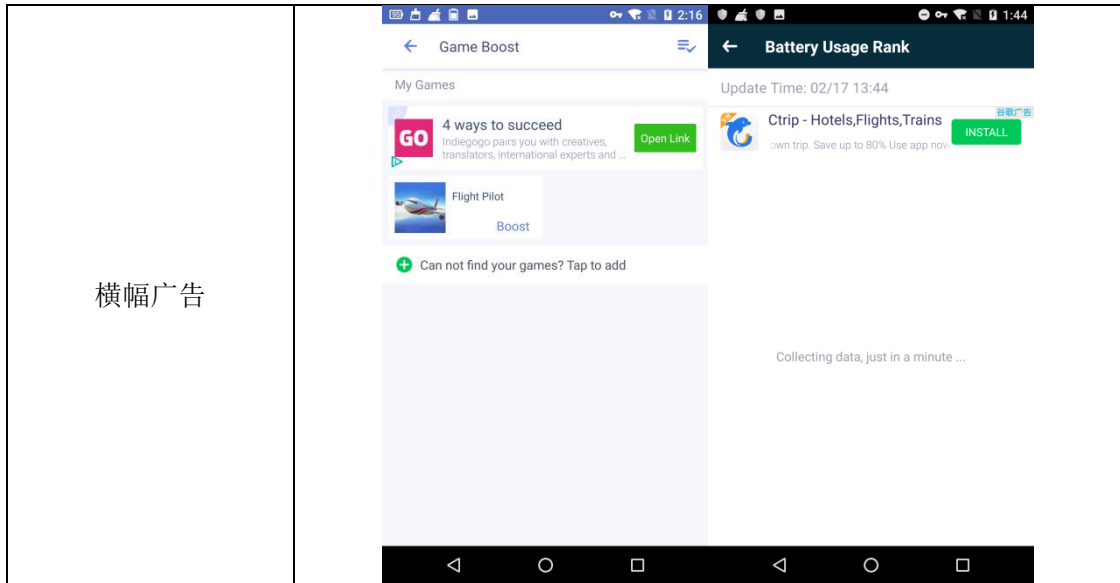 横幅广告
2:16
Game Boost
My Games
GO
4 ways to succeed
Indiegogo pairs you with creatives,
translators, international experts and ...
Open Link
Flight Pilot
Boost
Can not find your games? Tap to add
1:44
Battery Usage Rank
Update Time: 02/17 13:44
谷歌广告
Ctrip - Hotels,Flights,Trains
own trip. Save up to 80% Use app now
INSTALL
Collecting data, just in a minute ...